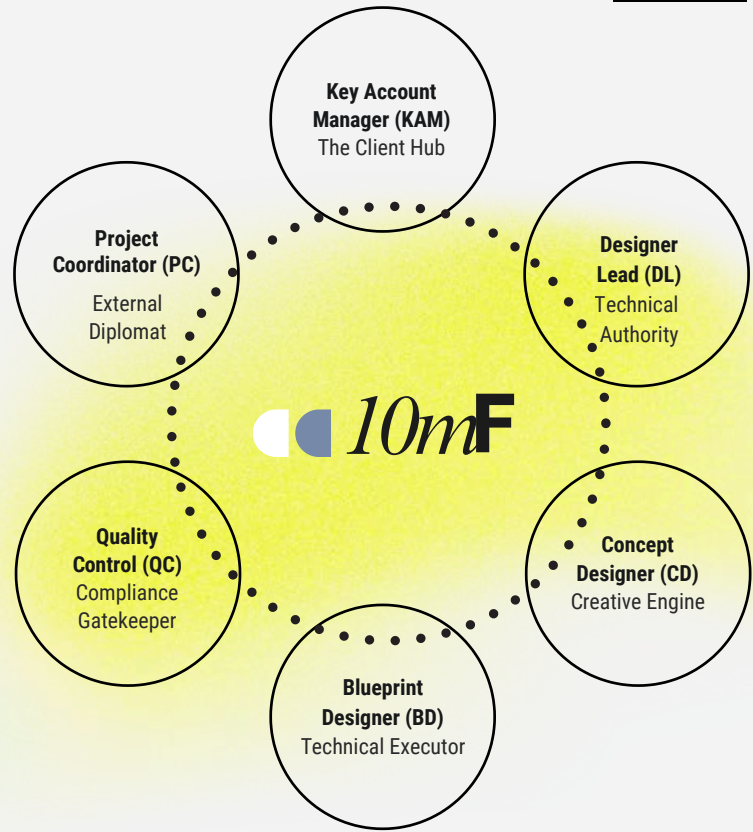 Key Account
Manager (KAM)
The Client Hub
Project
Coordinator (PC)
External
Diplomat
Designer
Lead (DL)
Technical
Authority
10mF
Quality
Control (QC)
Compliance
Gatekeeper
Concept
Designer (CD)
Creative Engine
Blueprint
Designer (BD)
Technical Executor